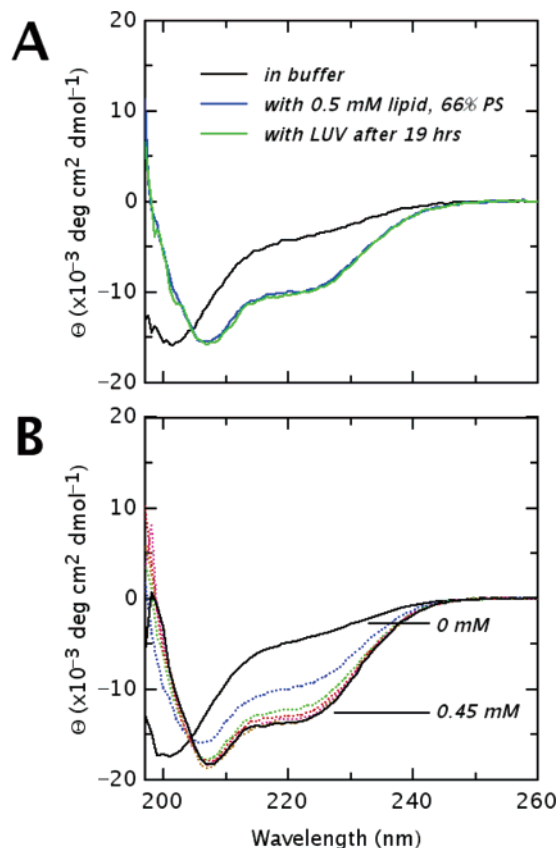 A
in buffer
with 0.5 mM lipid, 66% PS
with LUV after 19 hrs
Θ (x10⁻³ deg cm² dmol⁻¹)
20
10
0
−10
−20
B
20
10
0
−10
−20
Θ (x10⁻³ deg cm² dmol⁻¹)
0 mM
0.45 mM
200 220 240 260
Wavelength (nm)